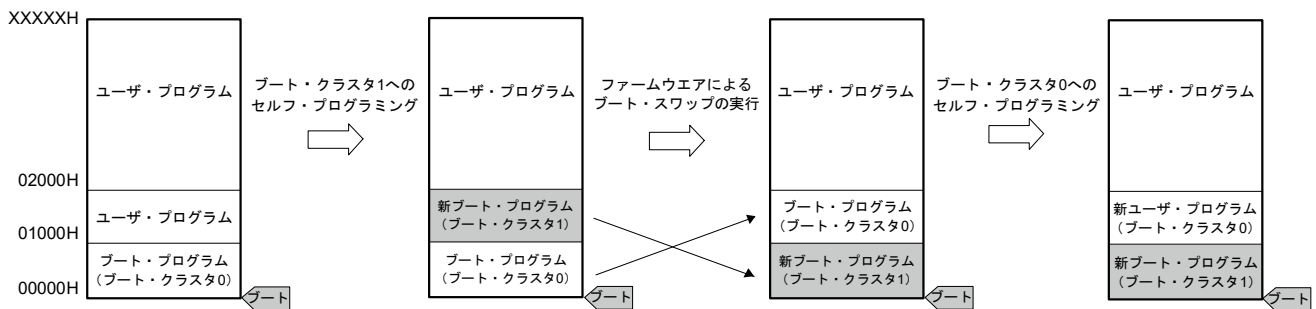 XXXXXH
ユーザ・プログラム
ブート・クラスタ1への
セルフ・プログラミング
ユーザ・プログラム
ファームウエアによる
ブート・スワップの実行
ユーザ・プログラム
ブート・クラスタ0への
セルフ・プログラミング
ユーザ・プログラム
02000H
ユーザ・プログラム
新ブート・プログラム
(ブート・クラスタ1)
ブート・プログラム
(ブート・クラスタ0)
新ユーザ・プログラム
(ブート・クラスタ0)
01000H
ブート・プログラム
(ブート・クラスタ0)
ブート・プログラム
(ブート・クラスタ0)
新ブート・プログラム
(ブート・クラスタ1)
新ブート・プログラム
(ブート・クラスタ1)
00000H
ブート
ブート
ブート
ブート